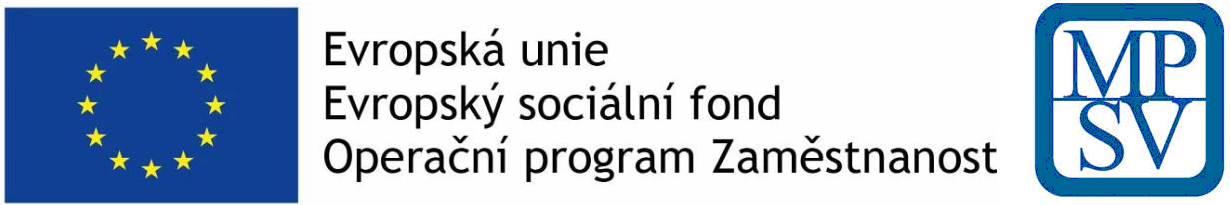 Evropská unie
Evropský sociální fond
Operační program Zaměstnanost
MP
SV